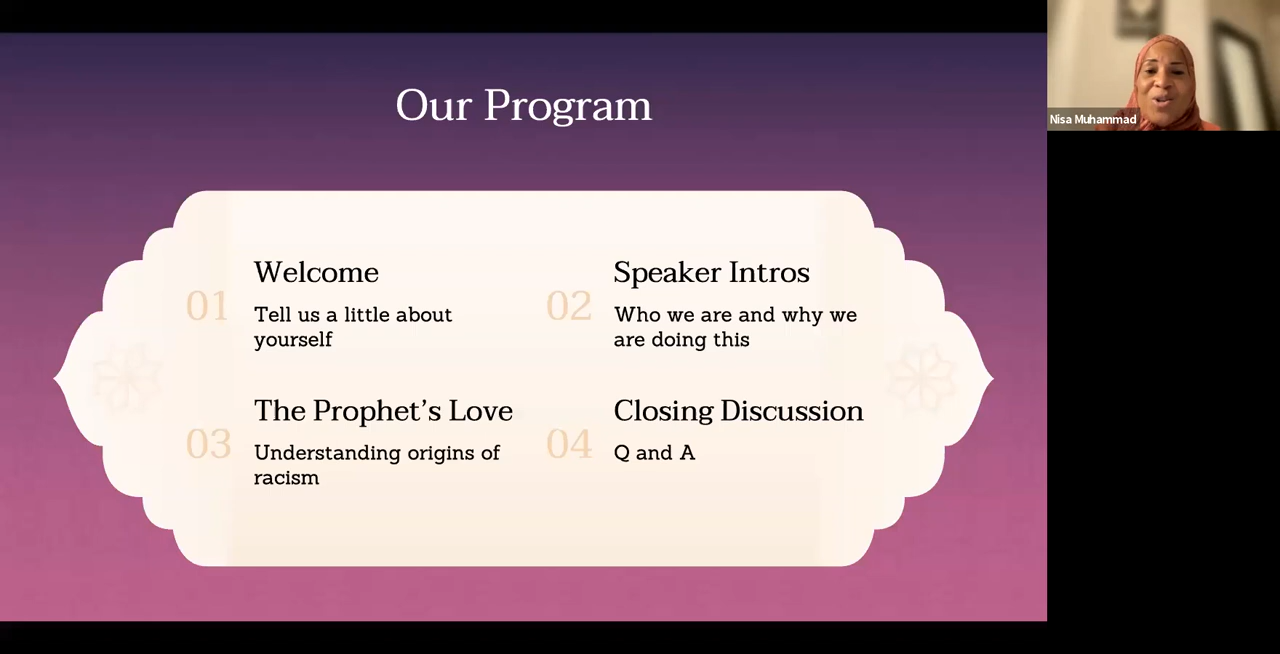 Our Program
01
Welcome
Tell us a little about
yourself
02
Speaker Intros
Who we are and why we
are doing this
03
The Prophet’s Love
Understanding origins of
racism
04
Closing Discussion
Q and A
Nisa Muhammad